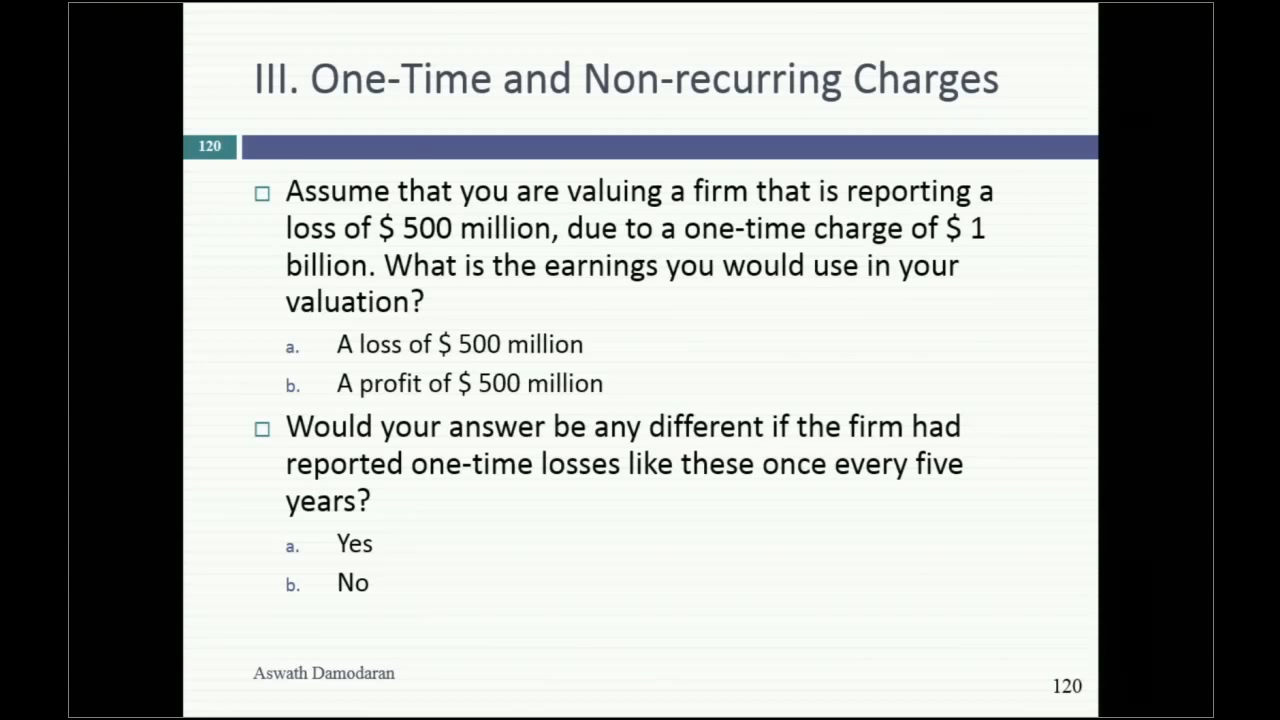 III. One-Time and Non-recurring Charges
120
Assume that you are valuing a firm that is reporting a
loss of $ 500 million, due to a one-time charge of $ 1
billion. What is the earnings you would use in your
valuation?
a. A loss of $ 500 million
b. A profit of $ 500 million
Would your answer be any different if the firm had
reported one-time losses like these once every five
years?
a. Yes
b. No
Aswath Damodaran
120